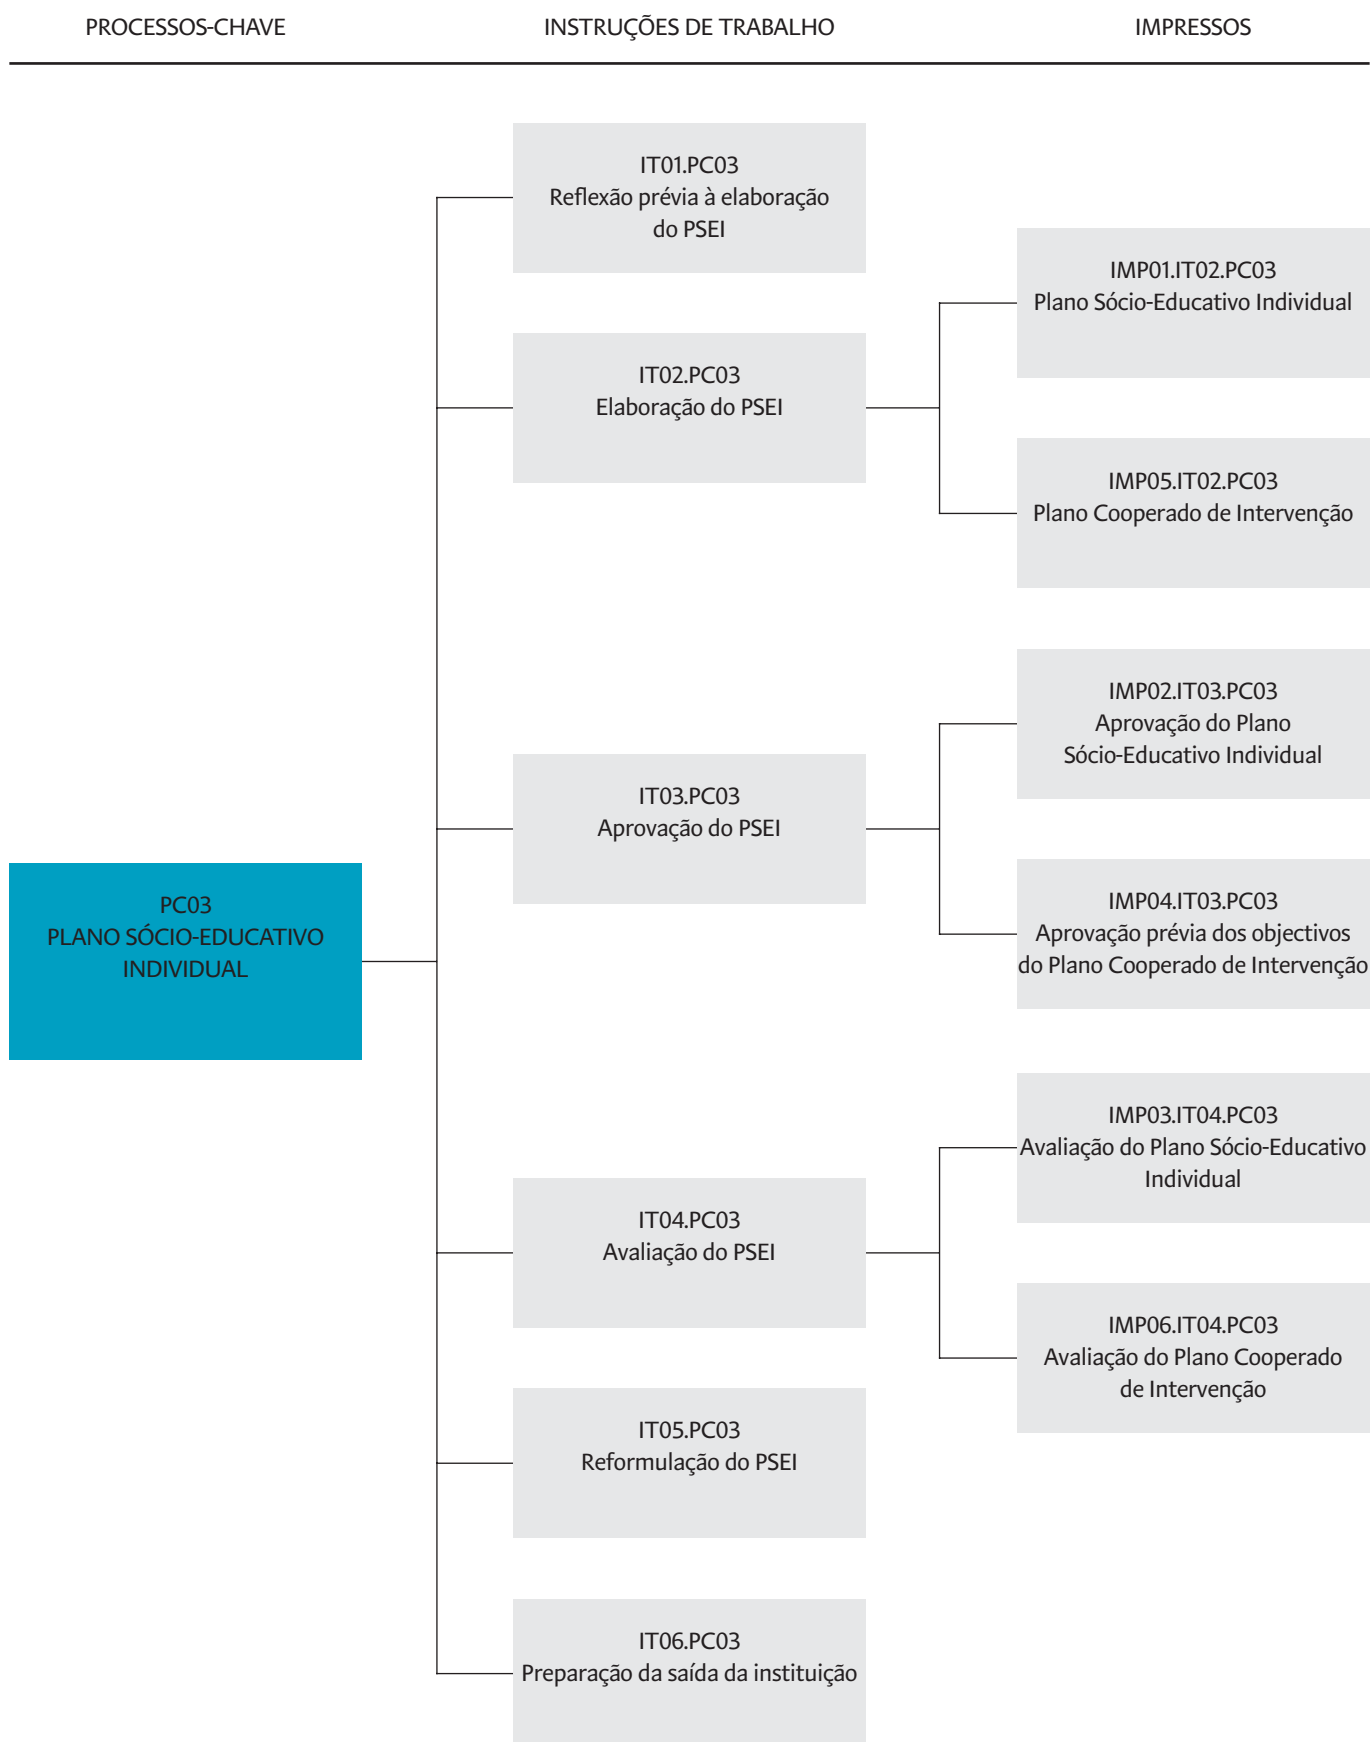 PROCESSOS-CHAVE
INSTRUÇÕES DE TRABALHO
IMPRESSOS
PC03
PLANO SÓCIO-EDUCATIVO
INDIVIDUAL
IT01.PC03
Reflexão prévia à elaboração
do PSEI
IT02.PC03
Elaboração do PSEI
IMP01.IT02.PC03
Plano Sócio-Educativo Individual
IMP05.IT02.PC03
Plano Cooperado de Intervenção
IT03.PC03
Aprovação do PSEI
IMP02.IT03.PC03
Aprovação do Plano
Sócio-Educativo Individual
IMP04.IT03.PC03
Aprovação prévia dos objectivos
do Plano Cooperado de Intervenção
IT04.PC03
Avaliação do PSEI
IMP03.IT04.PC03
Avaliação do Plano Sócio-Educativo
Individual
IMP06.IT04.PC03
Avaliação do Plano Cooperado
de Intervenção
IT05.PC03
Reformulação do PSEI
IT06.PC03
Preparação da saída da instituição